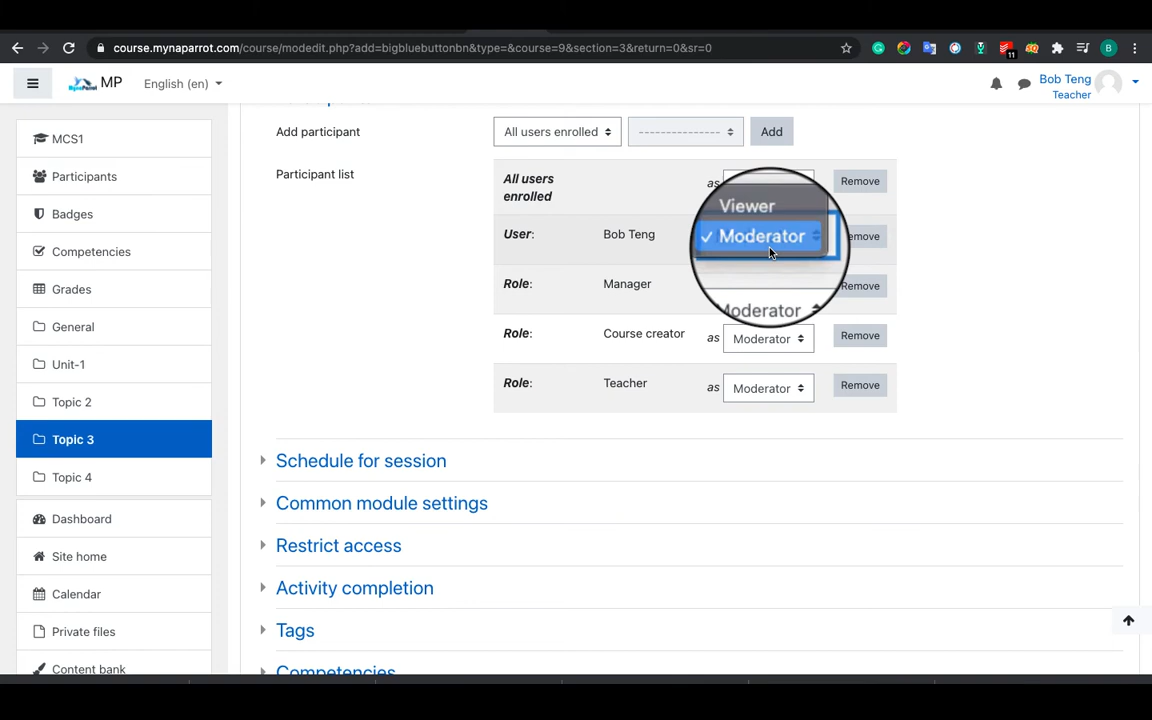 course.mynaparrot.com/course/modedit.php?add=bigbluebuttonbn&type=&course=9&section=3&return=0&sr=0
11
B
MP English (en)
Bob Teng
Teacher
MCS1
Participants
Badges
Competencies
Grades
General
Unit-1
Topic 2
Topic 3
Topic 4
Dashboard
Site home
Calendar
Private files
Content bank
Add participant All users enrolled --------------- Add
Participant list
All users enrolled as Remove
Viewer
User: Bob Teng Moderator emove
Role: Manager Moderator Remove
Role: Course creator as Moderator Remove
Role: Teacher as Moderator Remove
Schedule for session
Common module settings
Restrict access
Activity completion
Tags
Competencies